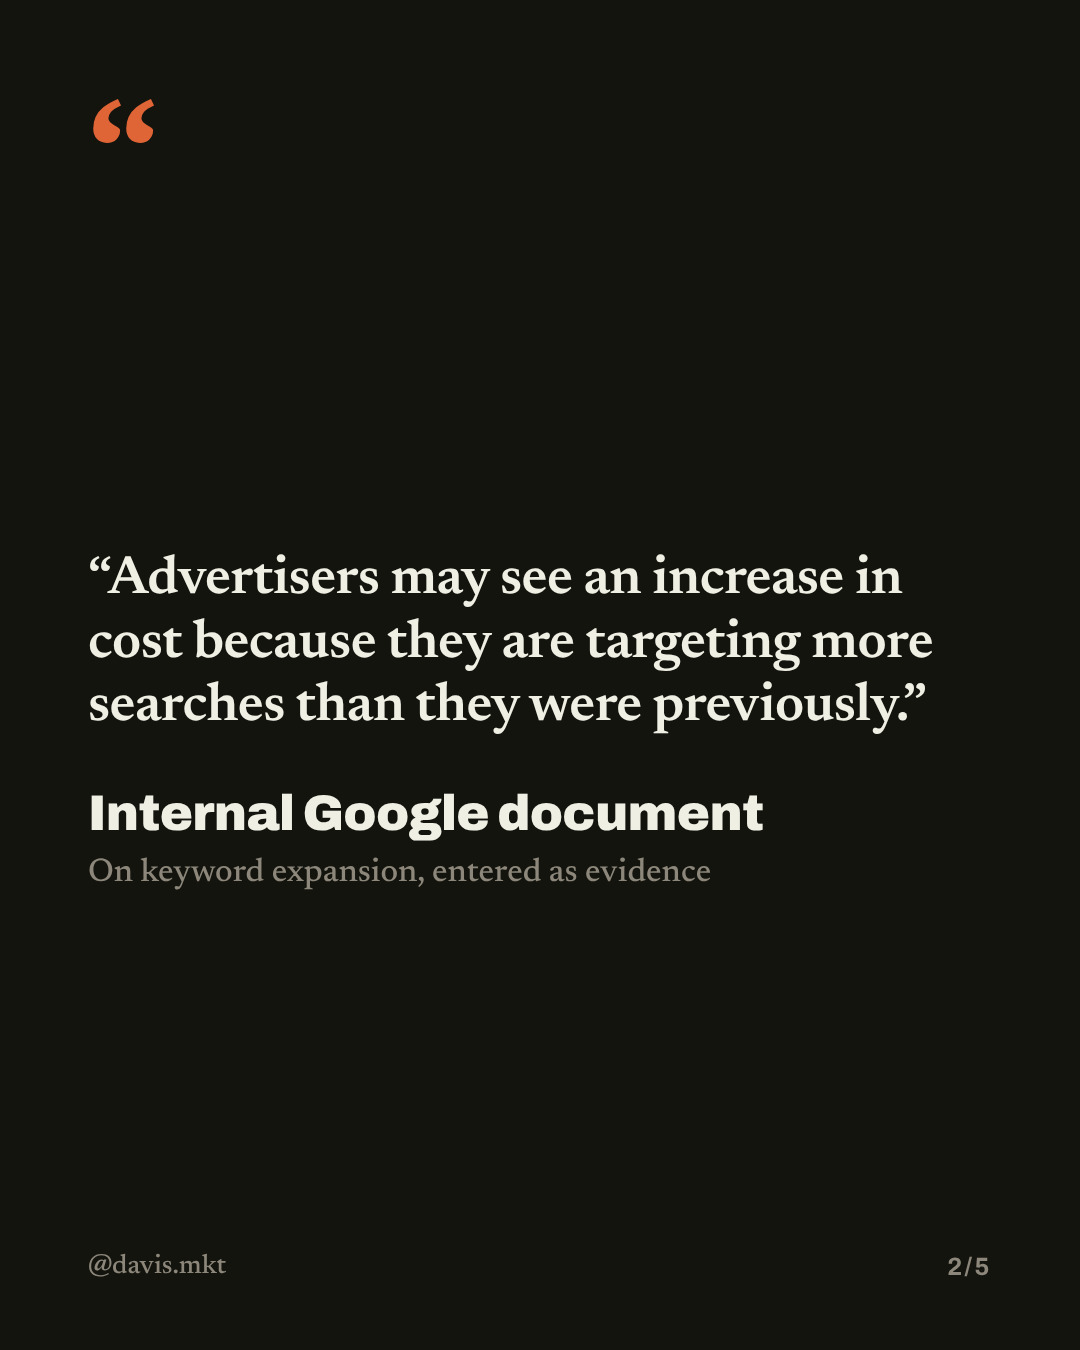 “
“Advertisers may see an increase in
cost because they are targeting more
searches than they were previously.”
Internal Google document
On keyword expansion, entered as evidence
@davis.mkt
2/5